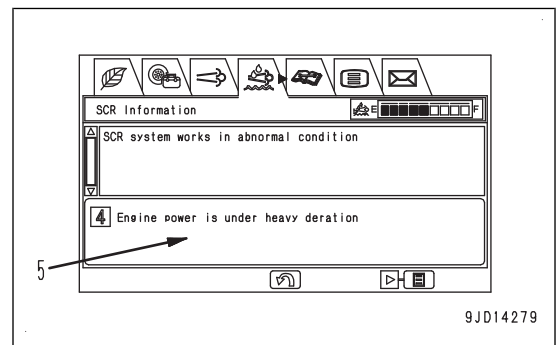 SCR Information
E F
SCR system works in abnormal condition
4 Engine power is under heavy deration
5
9JD14279